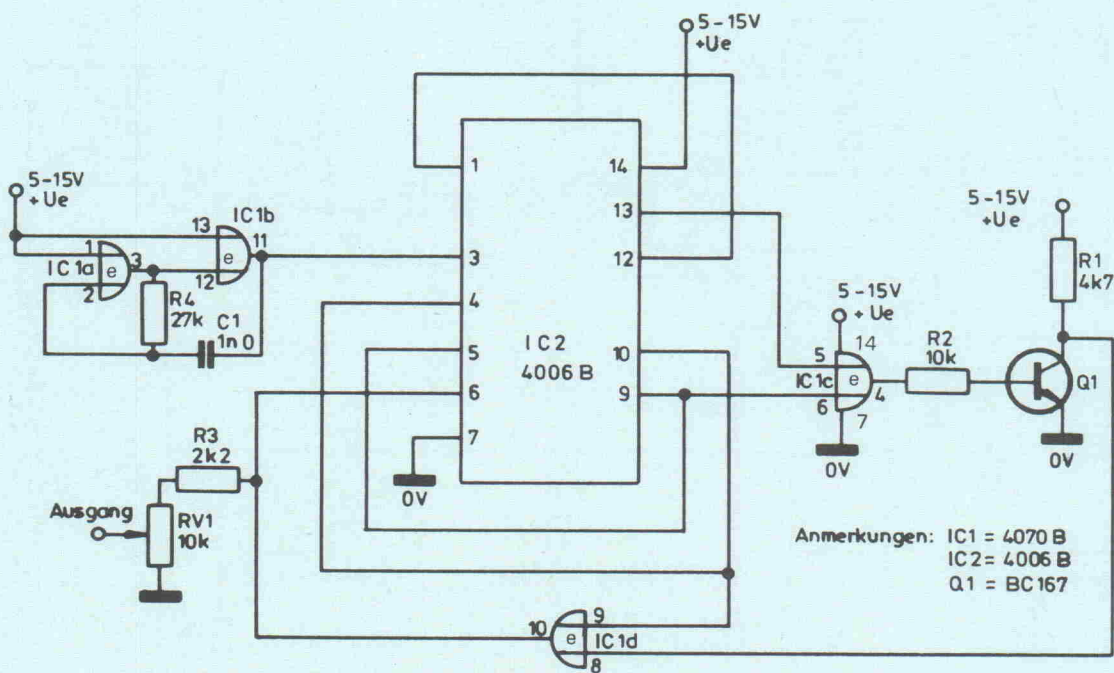 5-15V
+Ue
5-15V
+Ue
1
14
13
12
3
4
5
6
7
10
9
IC2
4006 B
0V
13
IC1b
11
12
1
IC1a
e
3
2
e
R4
27k
C1
1n0
5-15V
+Ue
R1
4k7
5-15V
+Ue
14
5
IC1c
e
4
6
7
0V
R2
10k
Q1
0V
R3
2k2
Ausgang
RV1
10k
Anmerkungen: IC1 = 4070 B
IC2 = 4006 B
Q1 = BC167
10
e
9
IC1d
8